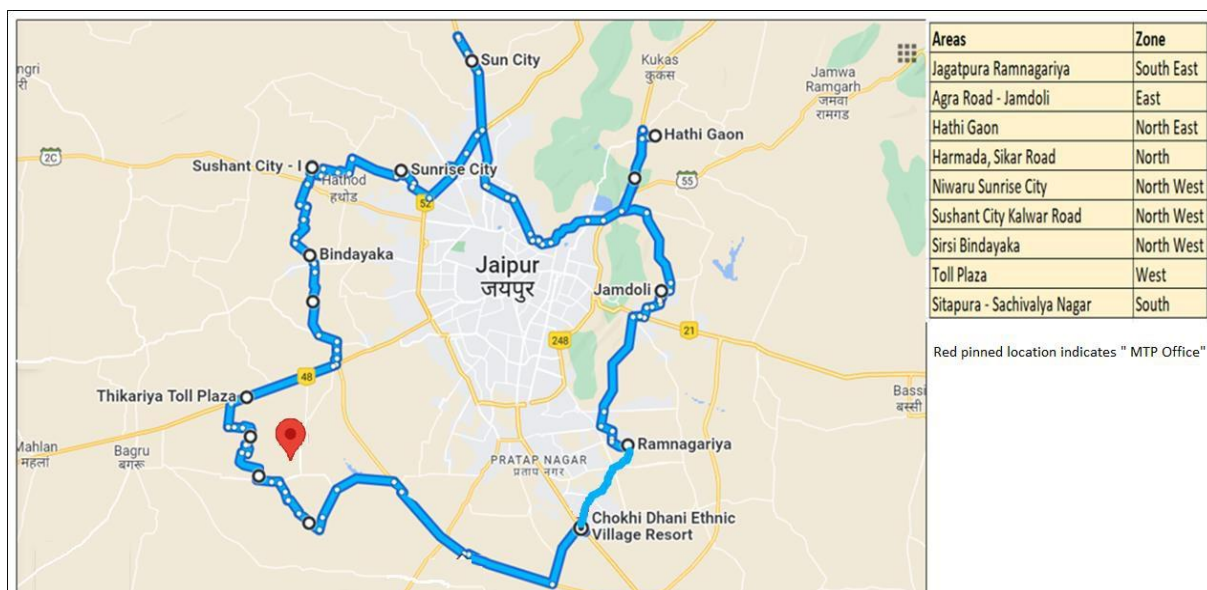 Sun City
Kukas
कुकस
Jamwa
Ramgarh
जमवा
रामगड
ngri
री
Hathi Gaon
2C
Sushant City - I
Sunrise City
Hathod
हथोड
55
52
Bindayaka
Jaipur
जयपुर
Jamdoli
248
21
48
Thikariya Toll Plaza
Bassi
बस्सी
Mahlan
महलां
Bagru
बगरू
Ramnagariya
PRATAP NAGAR
प्रताप नगर
Chokhi Dhani Ethnic
Village Resort
Areas Zone
Jagatpura Ramnagariya South East
Agra Road - Jamdoli East
Hathi Gaon North East
Harmada, Sikar Road North
Niwaru Sunrise City North West
Sushant City Kalwar Road North West
Sirsi Bindayaka North West
Toll Plaza West
Sitapura - Sachivalya Nagar South
Red pinned location indicates " MTP Office"